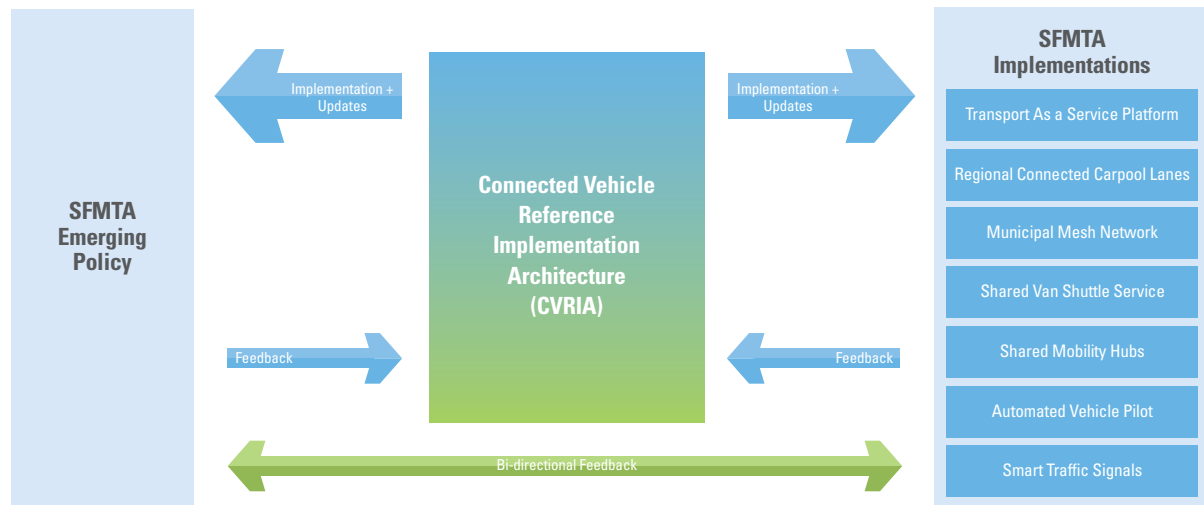 SFMTA
Emerging
Policy
Implementation +
Updates
Feedback
Connected Vehicle
Reference
Implementation
Architecture
(CVRIA)
Implementation +
Updates
Feedback
Bi-directional Feedback
SFMTA
Implementations
Transport As a Service Platform
Regional Connected Carpool Lanes
Municipal Mesh Network
Shared Van Shuttle Service
Shared Mobility Hubs
Automated Vehicle Pilot
Smart Traffic Signals